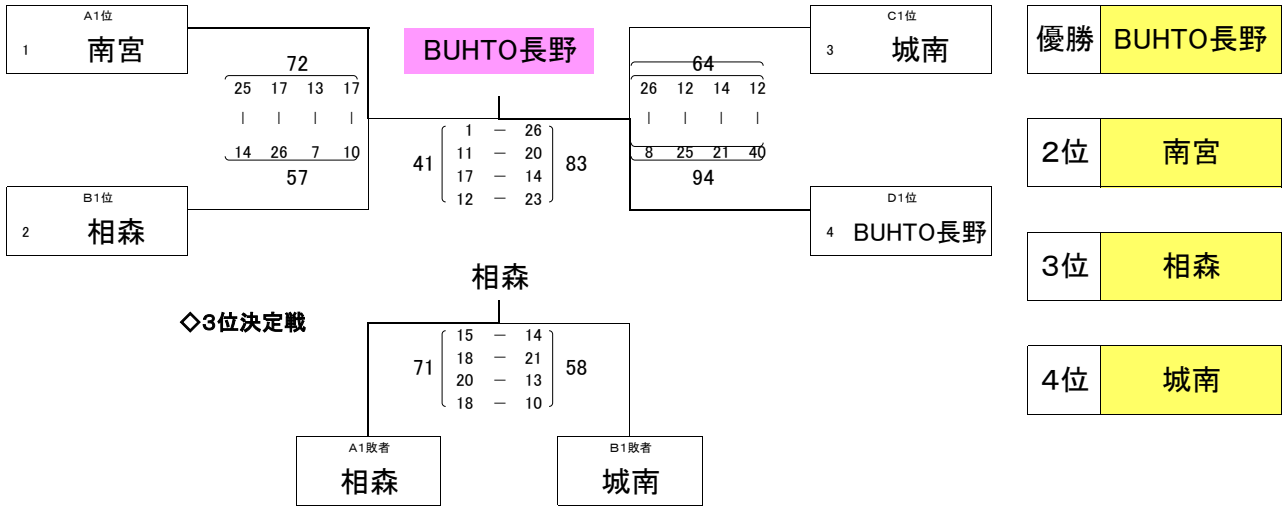 A1位
1 南宮
BUHTO長野
C1位
3 城南
優勝 BUHTO長野
72
25 17 13 17
| | | |
14 26 7 10
57
64
26 12 14 12
| | | |
8 25 21 40
94
41
1 － 26
11 － 20
17 － 14
12 － 23
83
2位 南宮
B1位
2 相森
D1位
4 BUHTO長野
3位 相森
相森
◇3位決定戦
71
15 － 14
18 － 21
20 － 13
18 － 10
58
4位 城南
A1敗者
相森
B1敗者
城南